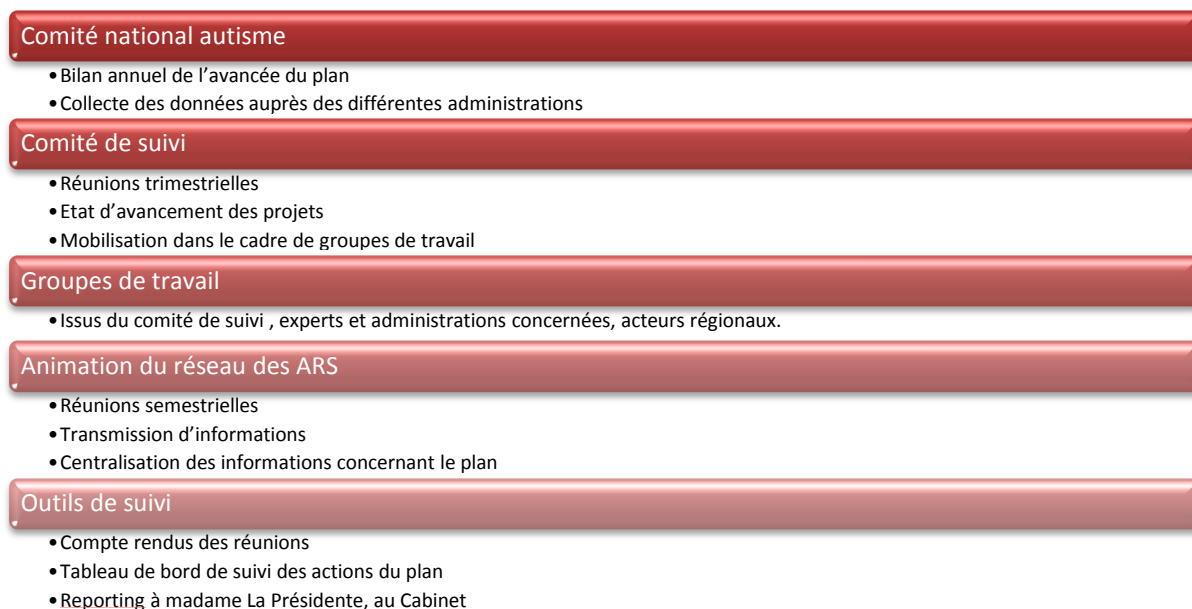 Comité national autisme
•Bilan annuel de l’avancée du plan
•Collecte des données auprès des différentes administrations
Comité de suivi
•Réunions trimestrielles
•Etat d’avancement des projets
•Mobilisation dans le cadre de groupes de travail
Groupes de travail
•Issus du comité de suivi , experts et administrations concernées, acteurs régionaux.
Animation du réseau des ARS
•Réunions semestrielles
•Transmission d’informations
•Centralisation des informations concernant le plan
Outils de suivi
•Compte rendus des réunions
•Tableau de bord de suivi des actions du plan
•Reporting à madame La Présidente, au Cabinet